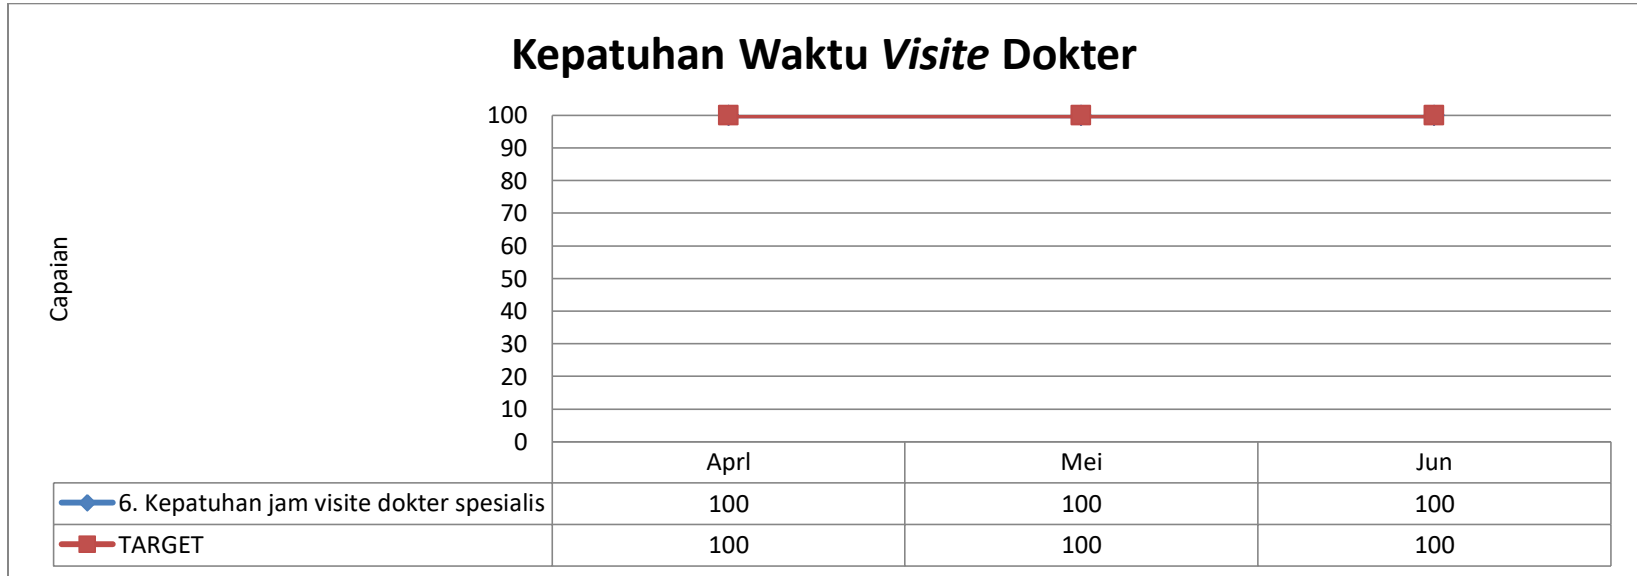 Kepatuhan Waktu Visite Dokter
Capaian
100
90
80
70
60
50
40
30
20
10
0
Aprl Mei Jun
6. Kepatuhan jam visite dokter spesialis 100 100 100
TARGET 100 100 100